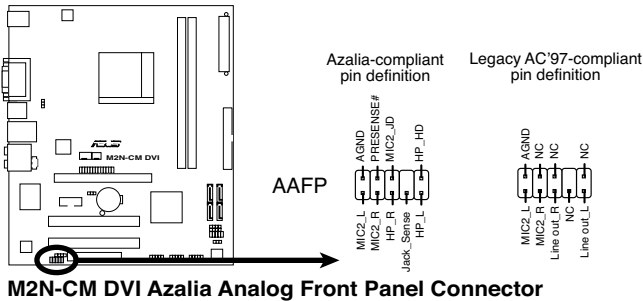 Azalia-compliant
pin definition
Legacy AC'97-compliant
pin definition
AGND
PRESENSE#
MIC2_JD
HP_HD
AGND
NC
NC
NC
ASUS
M2N-CM DVI
AAFP
MIC2_L
MIC2_R
HP_R
Jack_Sense
HP_L
MIC2_L
MIC2_R
Line out_R
NC
Line out_L
M2N-CM DVI Azalia Analog Front Panel Connector